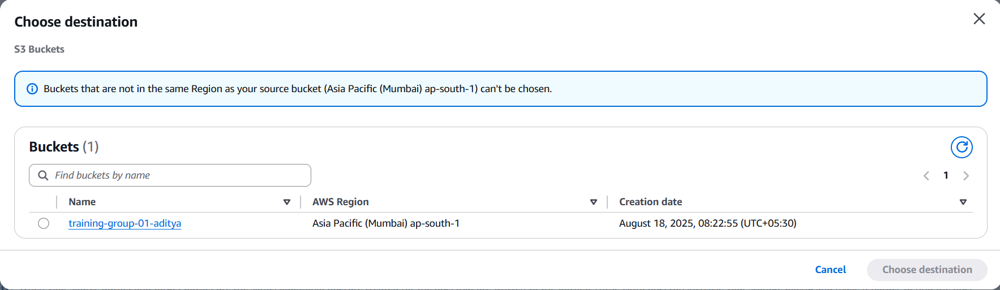 Choose destination
S3 Buckets
Buckets that are not in the same Region as your source bucket (Asia Pacific (Mumbai) ap-south-1) can't be chosen.
Buckets (1)
Find buckets by name
1
Name AWS Region Creation date
training-group-01-aditya Asia Pacific (Mumbai) ap-south-1 August 18, 2025, 08:22:55 (UTC+05:30)
Cancel Choose destination